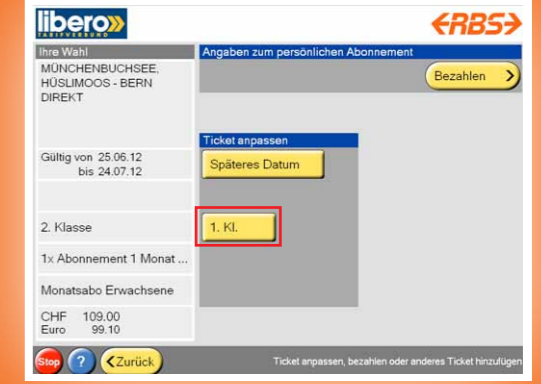 libero»
TARIFVERBUND
RBS
Ihre Wahl
Angaben zum persönlichen Abonnement
MÜNCHENBUCHSEE,
HÜSLIMOOS - BERN
DIREKT
Bezahlen
Ticket anpassen
Gültig von 25.06.12
bis 24.07.12
Späteres Datum
2. Klasse
1. Kl.
1x Abonnement 1 Monat ...
Monatsabo Erwachsene
CHF 109.00
Euro 99.10
Stop
?
Zurück
Ticket anpassen, bezahlen oder anderes Ticket hinzufügen